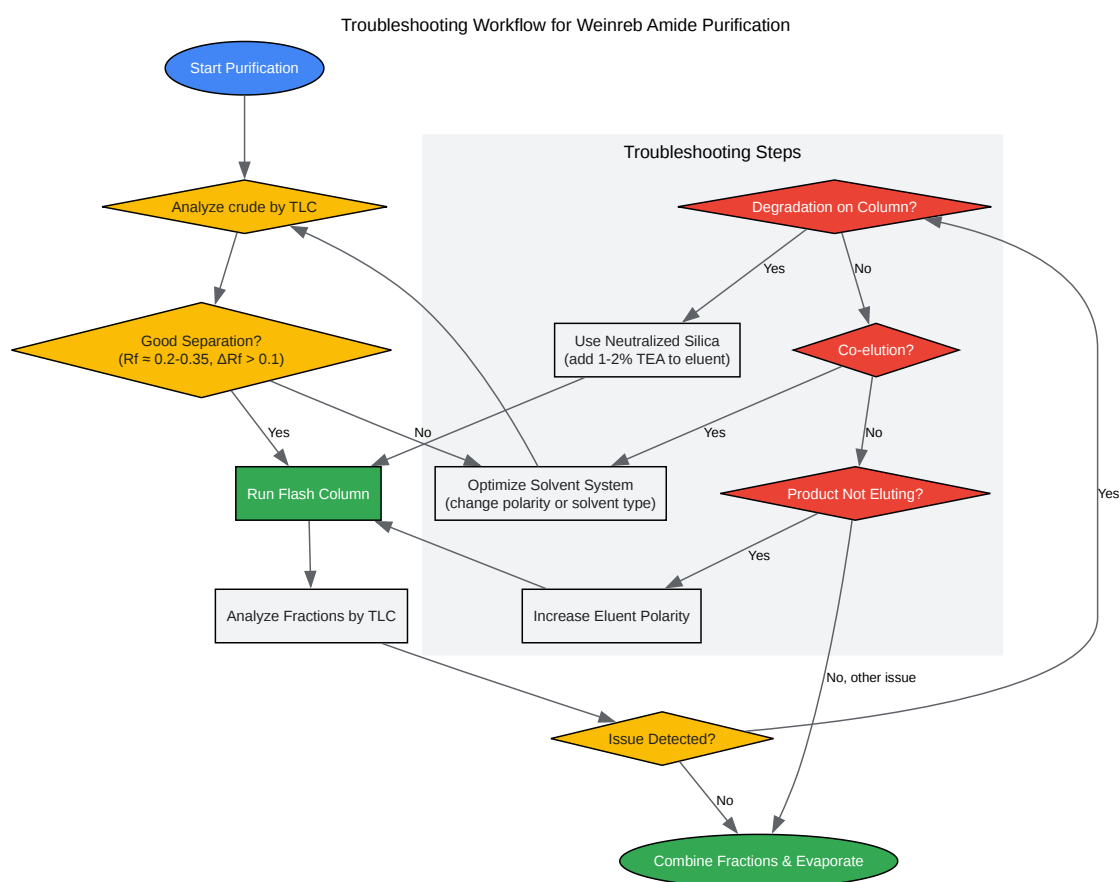 Troubleshooting Workflow for Weinreb Amide Purification
Start Purification
Troubleshooting Steps
Analyze crude by TLC
Degradation on Column?
Yes
No
Good Separation?
(Rf ≈ 0.2-0.35, ΔRf > 0.1)
Use Neutralized Silica
(add 1-2% TEA to eluent)
Co-elution?
Yes
No
Yes
No
Run Flash Column
Optimize Solvent System
(change polarity or solvent type)
Product Not Eluting?
Yes
Yes
Analyze Fractions by TLC
Increase Eluent Polarity
No, other issue
Issue Detected?
No
Combine Fractions & Evaporate